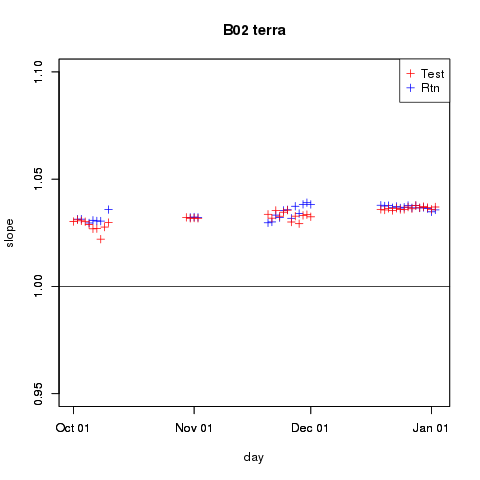 B02 terra
Test
Rtn
slope
1.10
1.05
1.00
0.95
Oct 01 Nov 01 Dec 01 Jan 01
day